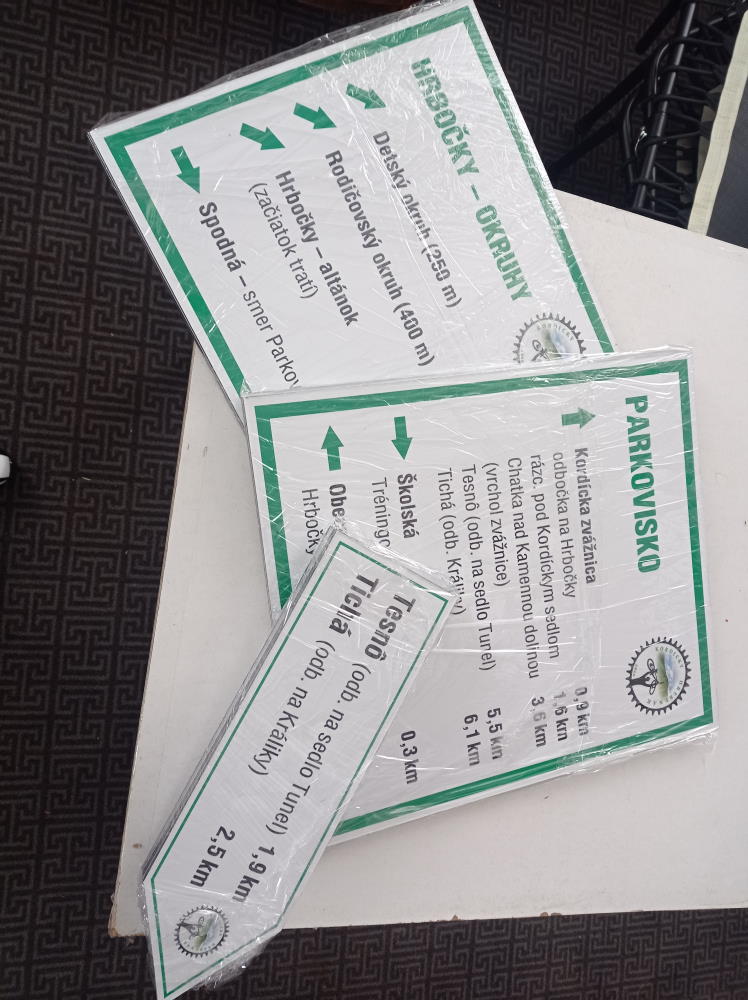 HRBOČKY – OKRUHY
Detský okruh (250 m)
Rodičovský okruh (400 m)
Hrbočky – altánok
(začiatok tratí)
Spodná – smer Parkov
PARKOVISKO
Kordícka zvážnica
odbočka na Hrbočky 0,9 km
rázc. pod Kordíckym sedlom 1,6 km
Chatka nad Kamennou dolinou 3,6 km
(vrchol zvážnice)
Tesnô (odb. na sedlo Tunel) 5,5 km
Tichá (odb. Králiky) 6,1 km
Školská
Tréningo 0,3 km
Obe
Hrbočky
Tesnô (odb. na sedlo Tunel) 1,9 km
Tichá (odb. na Králiky) 2,5 km